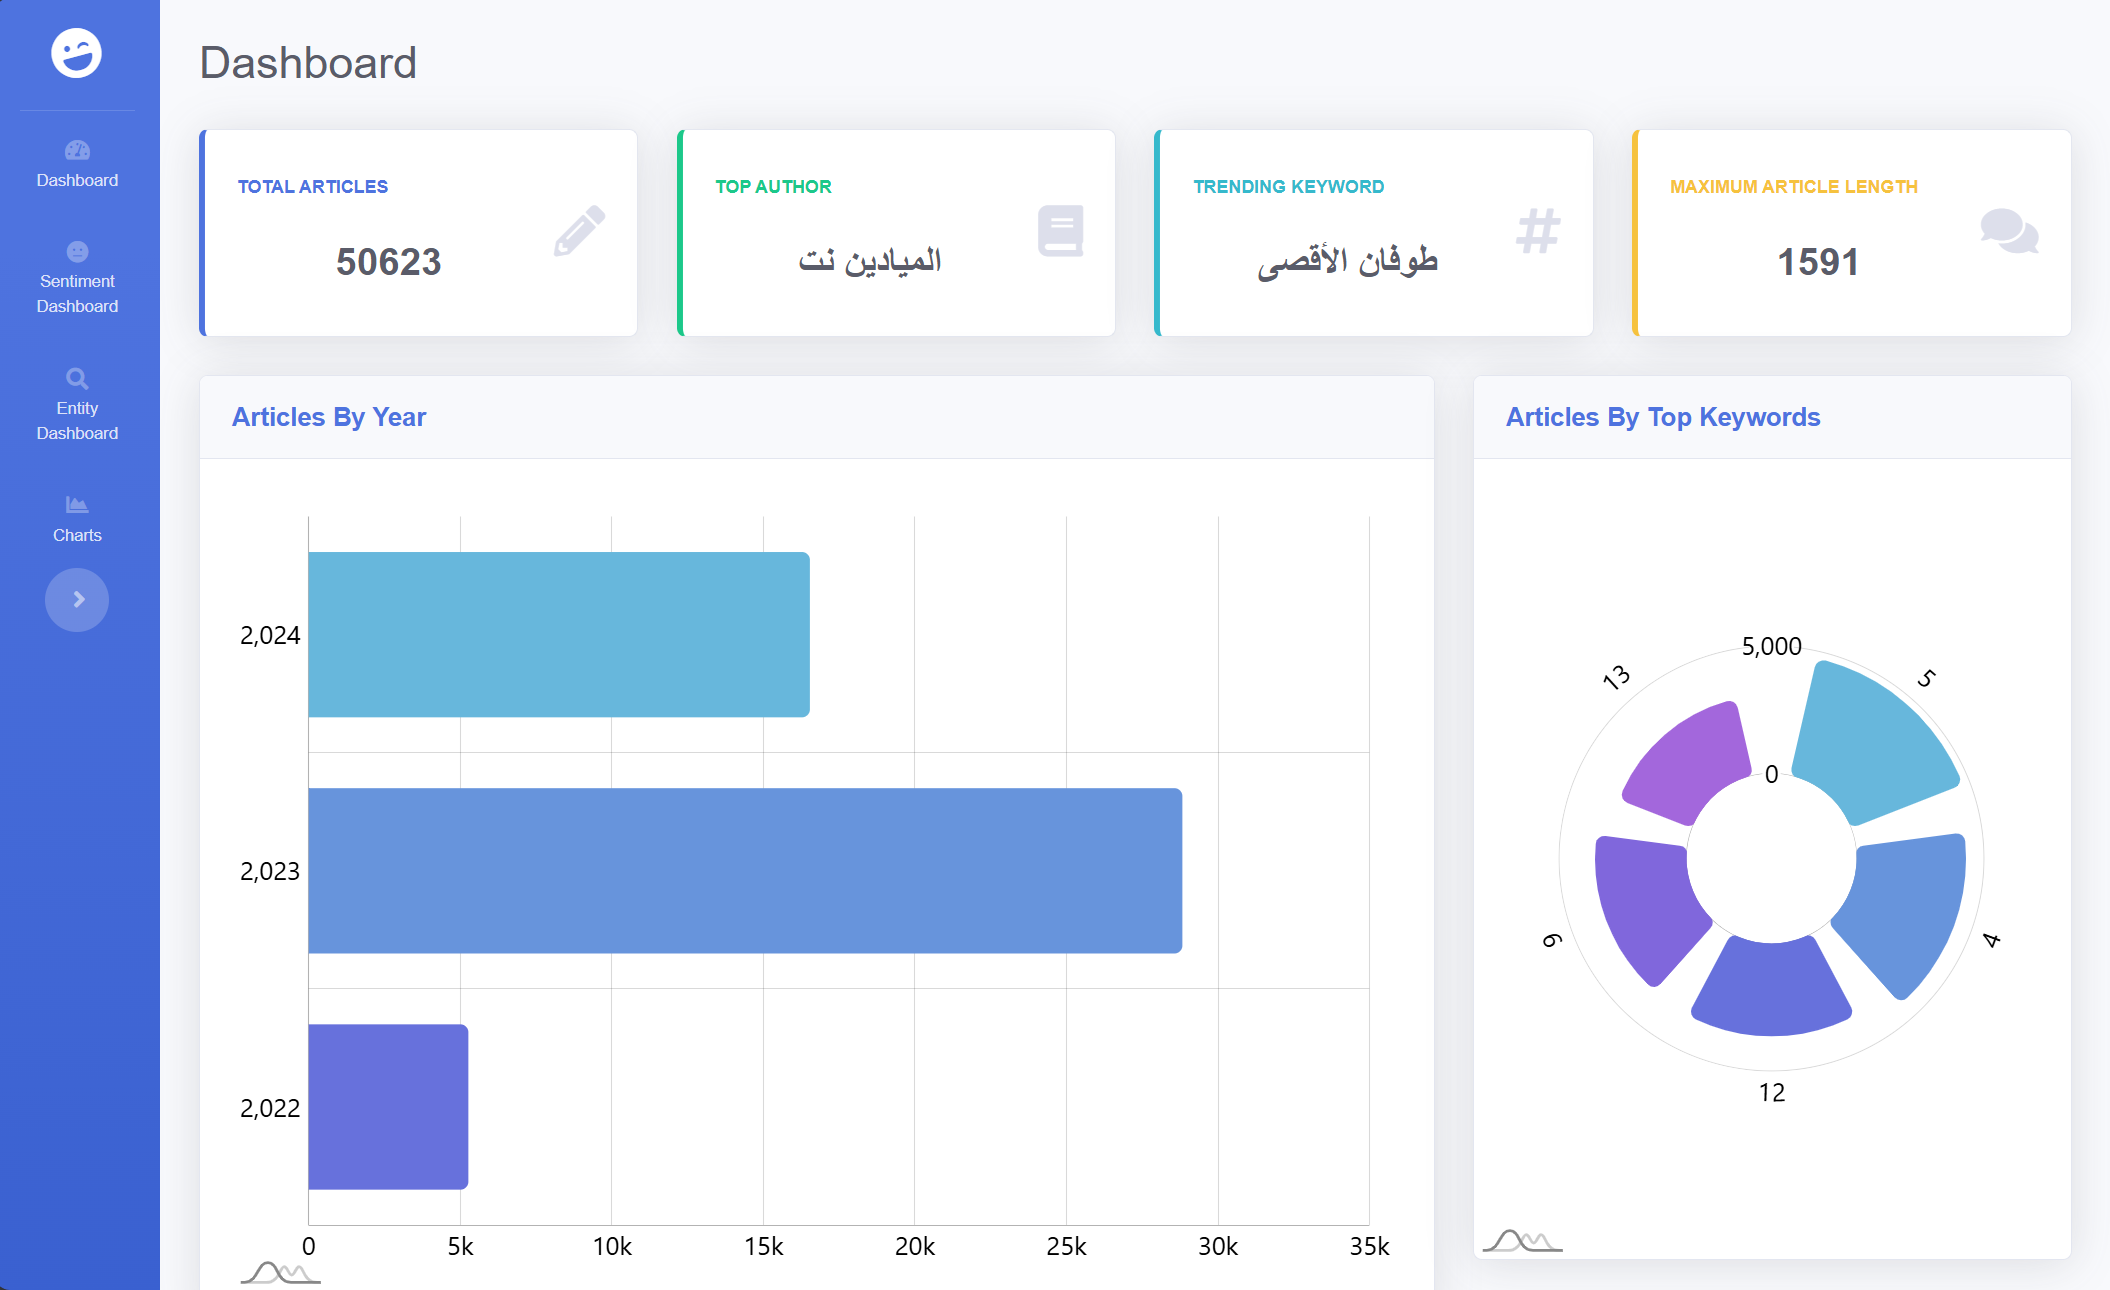 Dashboard
Dashboard
Sentiment
Dashboard
Entity
Dashboard
Charts
TOTAL ARTICLES
50623
TOP AUTHOR
الميادين نت
TRENDING KEYWORD
طوفان الأقصى
MAXIMUM ARTICLE LENGTH
1591
Articles By Year
2,024
2,023
2,022
0
5k
10k
15k
20k
25k
30k
35k
Articles By Top Keywords
5,000
0
5
4
12
9
13